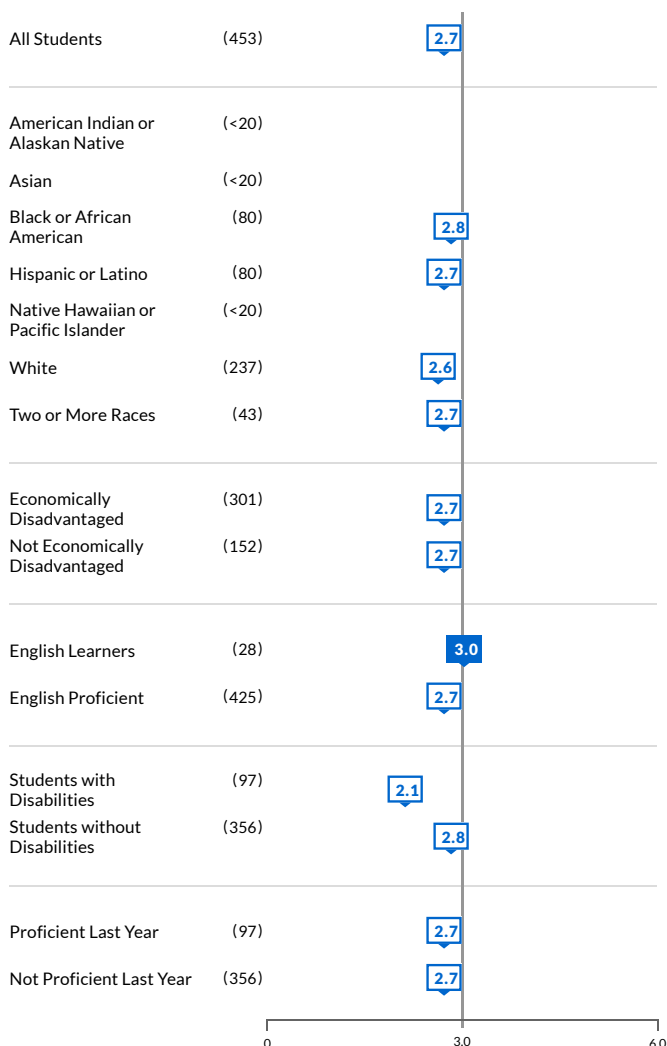 All Students (453) 2.7
American Indian or (<20)
Alaskan Native
Asian (<20)
Black or African (80) 2.8
American
Hispanic or Latino (80) 2.7
Native Hawaiian or (<20)
Pacific Islander
White (237) 2.6
Two or More Races (43) 2.7
Economically (301) 2.7
Disadvantaged
Not Economically (152) 2.7
Disadvantaged
English Learners (28) 3.0
English Proficient (425) 2.7
Students with (97) 2.1
Disabilities
Students without (356) 2.8
Disabilities
Proficient Last Year (97) 2.7
Not Proficient Last Year (356) 2.7
0 3.0 6.0